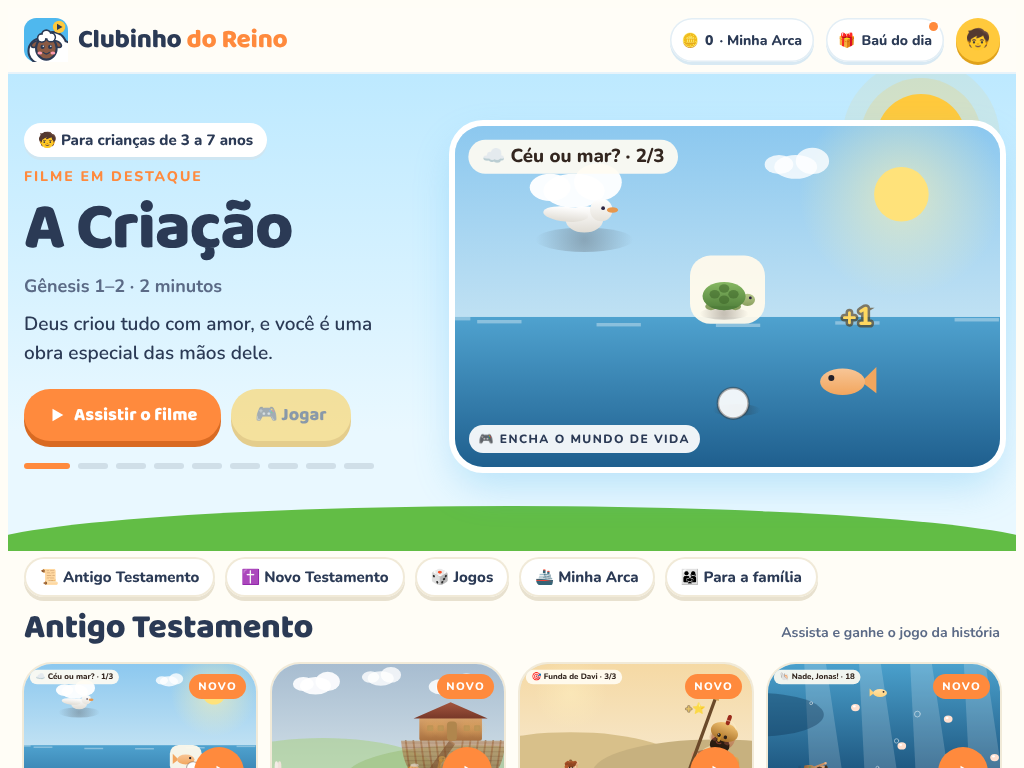 Clubinho do Reino
0 · Minha Arca
Baú do dia
Para crianças de 3 a 7 anos
FILME EM DESTAQUE
A Criação
Gênesis 1–2 · 2 minutos
Deus criou tudo com amor, e você é uma
obra especial das mãos dele.
Assistir o filme
Jogar
Céu ou mar? · 2/3
+1
ENCHA O MUNDO DE VIDA
Antigo Testamento
Novo Testamento
Jogos
Minha Arca
Para a família
Antigo Testamento
Assista e ganhe o jogo da história
Céu ou mar? · 1/3
NOVO
NOVO
Funda de Davi · 3/3
NOVO
Nade, Jonas! · 18
NOVO